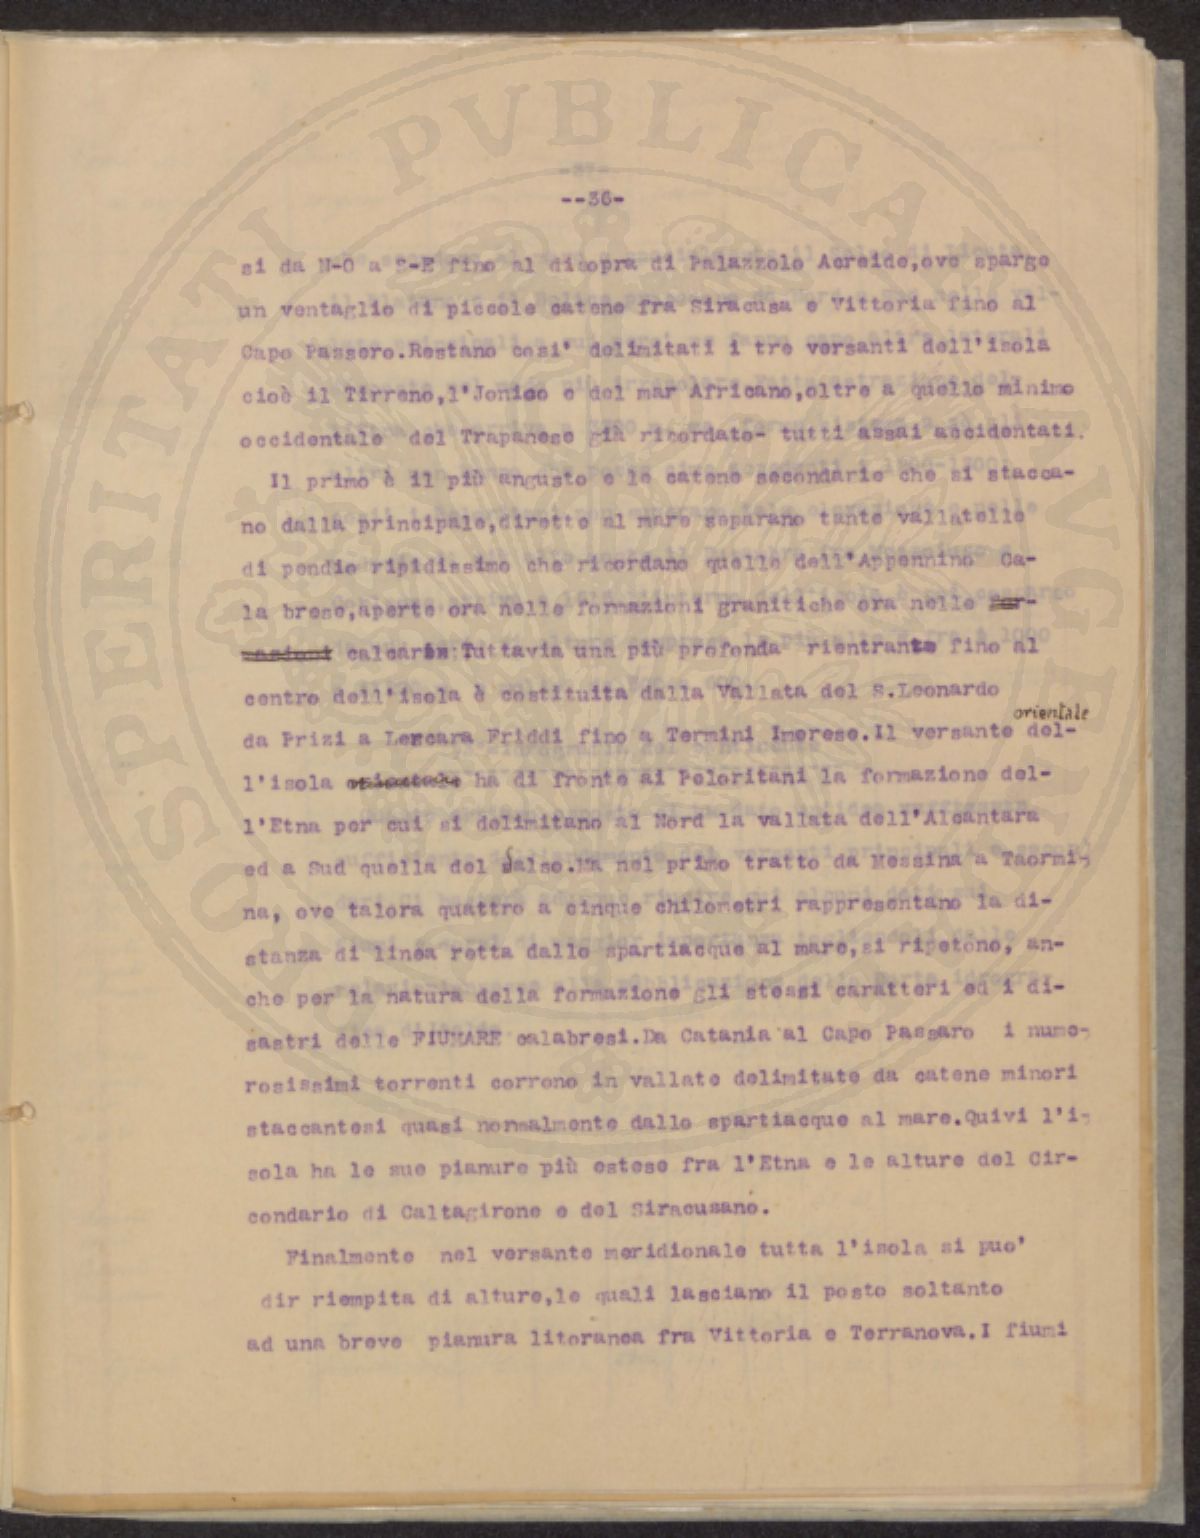 --36-
si da N-O a S-E fino al disopra di Palazzolo Acreide,ove sparge
un ventaglio di piccole catene fra Siracusa e Vittoria fino al
Capo Passero.Restano cosi' delimitati i tre versanti dell'isola
cioè il Tirreno,l'Jonico e del mar Africano,oltre a quello minimo
occidentale del Trapanese già ricordato- tutti assai accidentati.
Il primo è il più angusto e le catene secondarie che si stacca-
no dalla principale,dirette al mare separano tante vallatelle
di pendio ripidissimo che ricordano quelle dell'Appennino Ca-
la brese,aperte ora nelle formazioni granitiche ora nelle for-
mazioni calcaree.Tuttavia una più profonda rientrante fino al
centro dell'isola è costituita dalla Vallata del S.Leonardo
orientale
da Prizi a Lercara Friddi fino a Termini Imerese.Il versante del-
l'isola orientale ha di fronte ai Peloritani la formazione del-
l'Etna per cui si delimitano al Nord la vallata dell'Alcantara
ed a Sud quella del Salso.Ma nel primo tratto da Messina a Taormi-
na, ove talora quattro a cinque chilometri rappresentano la di-
stanza di linea retta dallo spartiacque al mare,si ripetono, an-
che per la natura della formazione gli stessi caratteri ed i di-
sastri delle FIUMARE calabresi.Da Catania al Capo Passaro i nume-
rosissimi torrenti corrono in vallate delimitate da catene minori
staccantesi quasi normalmente dallo spartiacque al mare.Quivi l'i-
sola ha le sue pianure più estese fra l'Etna e le alture del Cir-
condario di Caltagirone e del Siracusano.
Finalmente nel versante meridionale tutta l'isola si puo'
dir riempita di alture,le quali lasciano il posto soltanto
ad una breve pianura litoranea fra Vittoria e Terranova.I fiumi